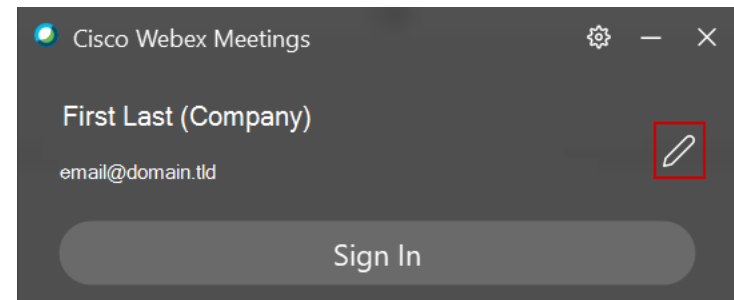 Cisco Webex Meetings
First Last (Company)
email@domain.tld
Sign In